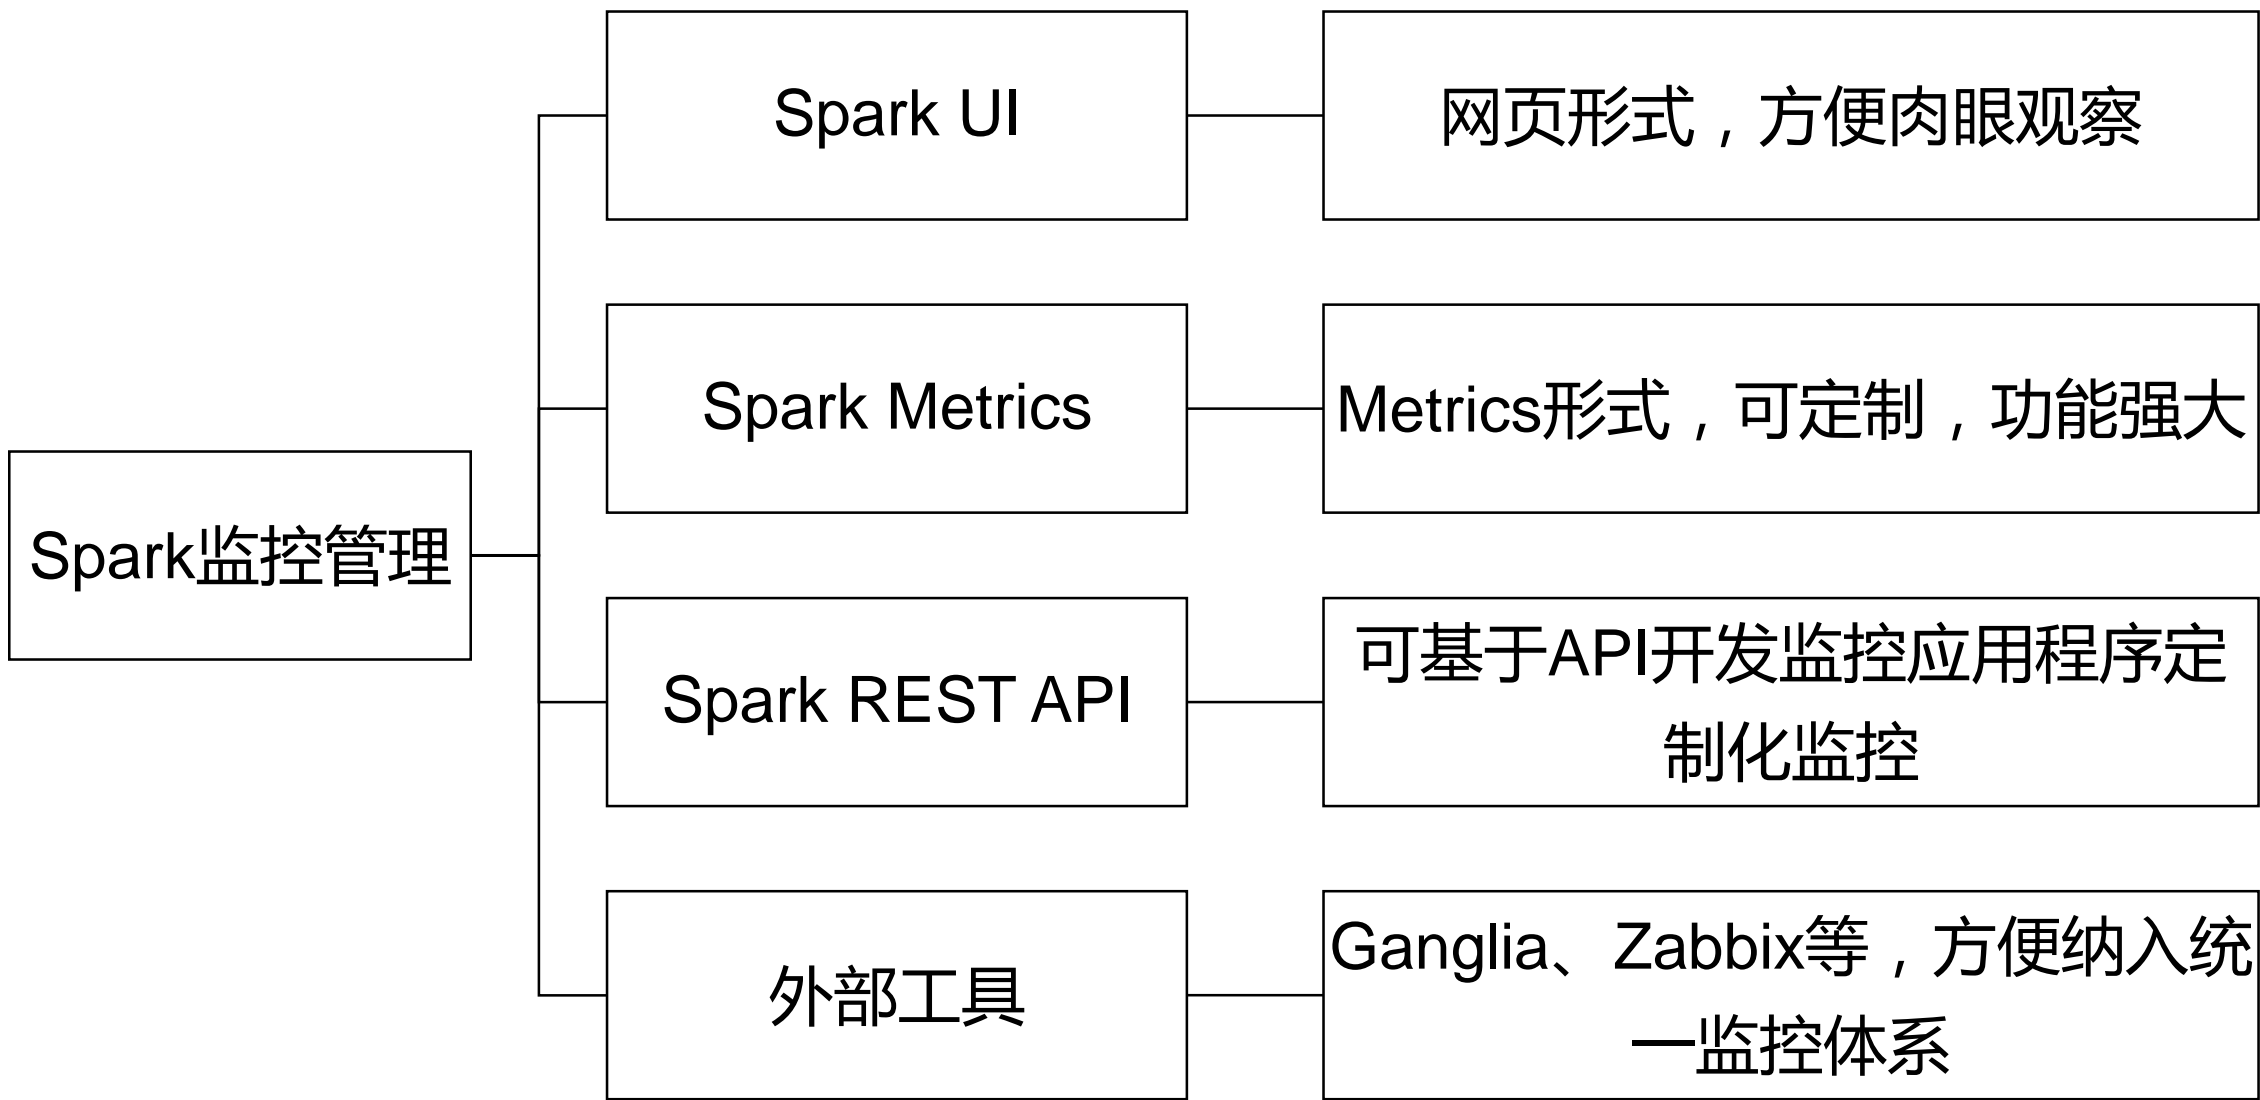 Spark UI
网页形式，方便肉眼观察
Spark Metrics
Metrics形式，可定制，功能强大
Spark监控管理
Spark REST API
可基于API开发监控应用程序定
制化监控
外部工具
Ganglia、Zabbix等，方便纳入统
一监控体系